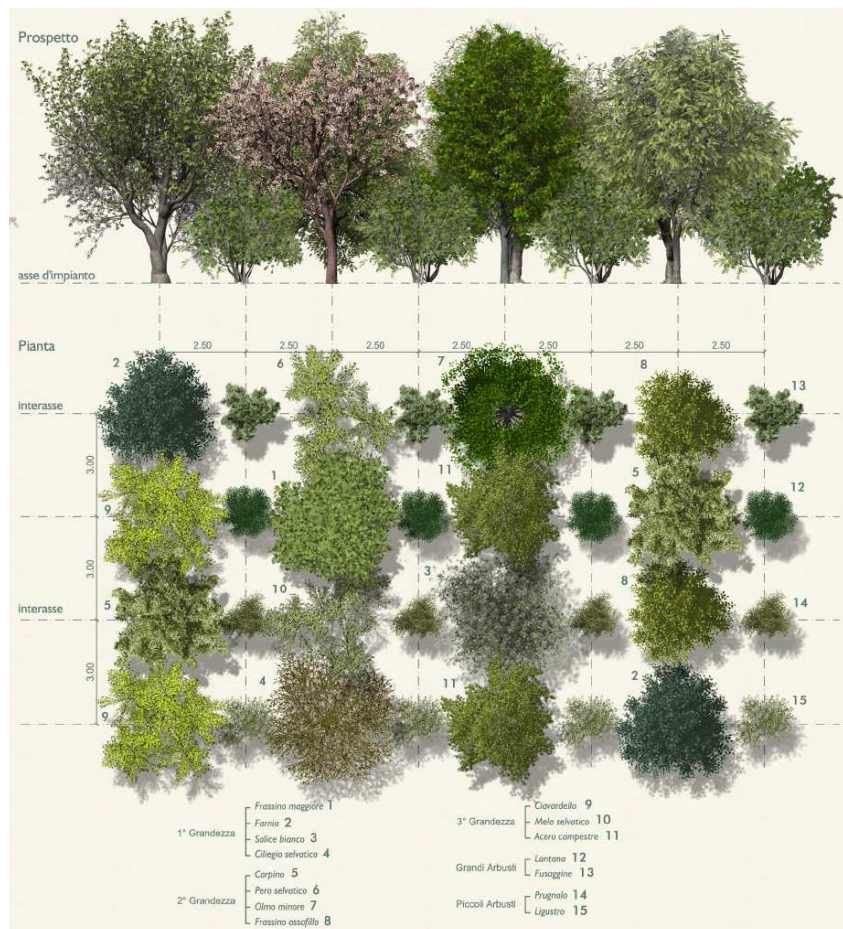 Prospetto
asse d'impianto
Pianta
2.50 2.50 2.50 2.50 2.50 2.50 2.50
2 6 7 8
interasse
13
3.00
1 11 5
9 12
3.00
10 3 8
interasse
5 14
3.00
4 11 2
9 15
1° Grandezza
Frassino maggiore 1
Farnia 2
Salice bianco 3
Ciliegio selvatico 4
2° Grandezza
Carpino 5
Pero selvatico 6
Olmo minore 7
Frassino ossofillo 8
3° Grandezza
Ciavardello 9
Melo selvatico 10
Acero campestre 11
Grandi Arbusti
Lantana 12
Fusaggine 13
Piccoli Arbusti
Prugnolo 14
Ligustro 15